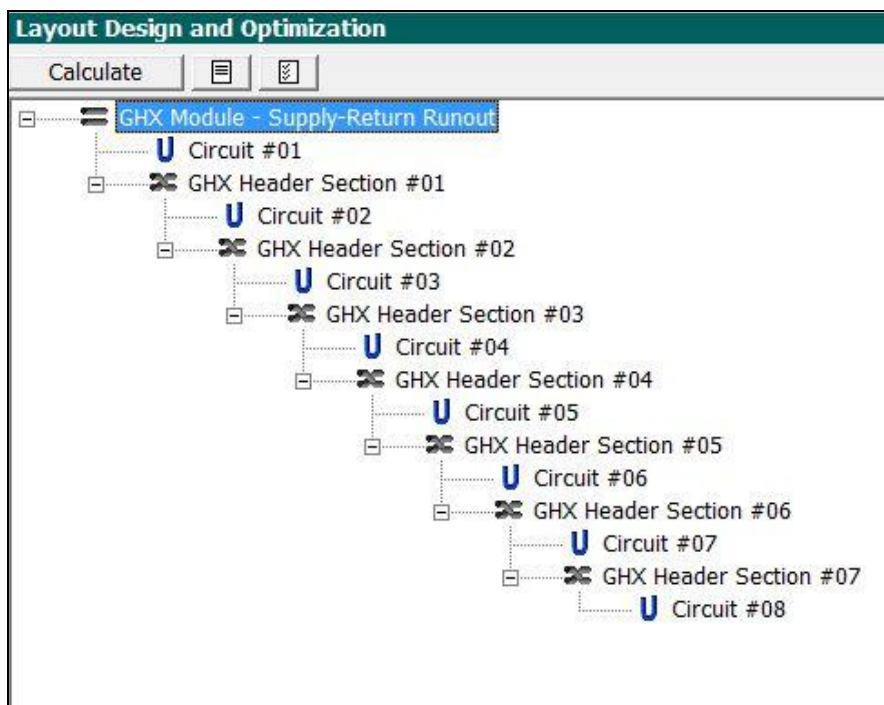 Layout Design and Optimization
Calculate
GHX Module - Supply-Return Runout
Circuit #01
GHX Header Section #01
Circuit #02
GHX Header Section #02
Circuit #03
GHX Header Section #03
Circuit #04
GHX Header Section #04
Circuit #05
GHX Header Section #05
Circuit #06
GHX Header Section #06
Circuit #07
GHX Header Section #07
Circuit #08